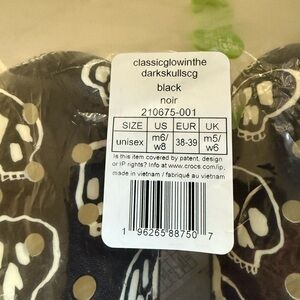 classicglowinthe
darkskullscg
black
noir
210675-001
SIZE US EUR UK
unisex m6/ w8 38-39 m5/ w6
Is this item covered by patent, design
or IP rights? Info at www.crocs.com/ip.
made in vietnam / fabriqué au vietnam
1 96265 88750 7